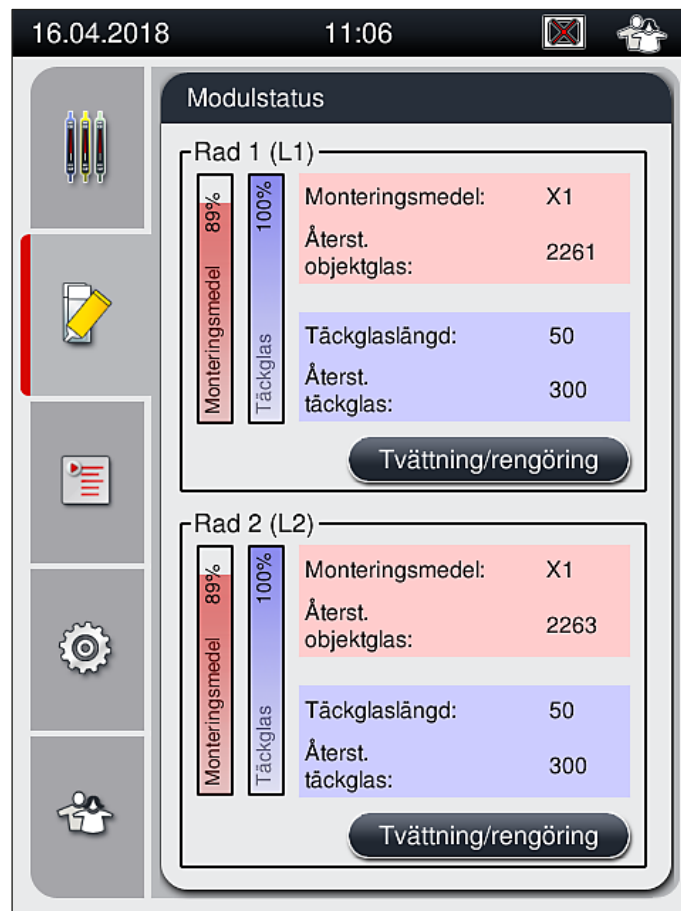 16.04.2018 11:06
Modulstatus
Rad 1 (L1)
Monteringsmedel 89%
Täckglas 100%
Monteringsmedel: X1
Återst.
objektglas: 2261
Täckglaslängd: 50
Återst.
täckglas: 300
Tvättning/rengöring
Rad 2 (L2)
Monteringsmedel 89%
Täckglas 100%
Monteringsmedel: X1
Återst.
objektglas: 2263
Täckglaslängd: 50
Återst.
täckglas: 300
Tvättning/rengöring